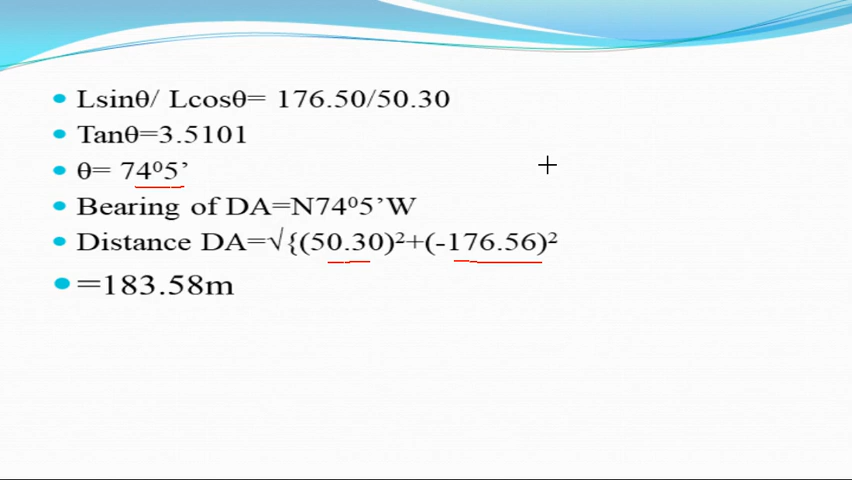 Lsinθ/ Lcosθ= 176.50/50.30
Tanθ=3.5101
θ= 74⁰5’
Bearing of DA=N74⁰5’W
Distance DA=√{(50.30)²+(-176.56)²
=183.58m